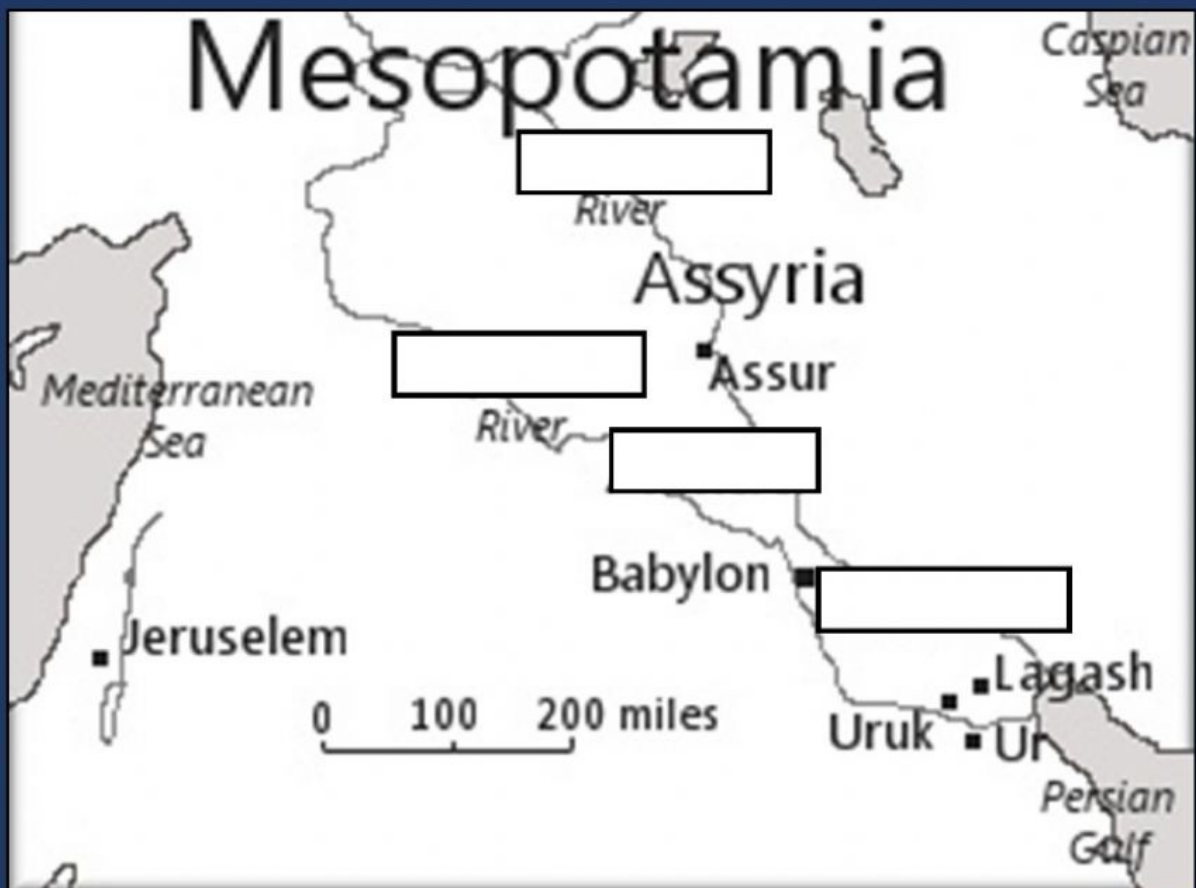 Mesopotamia
Caspian
Sea
River
Assyria
Assur
Mediterranean
Sea
River
Babylon
Jeruselem
Lagash
0 100 200 miles
Uruk
Ur
Persian
Gulf